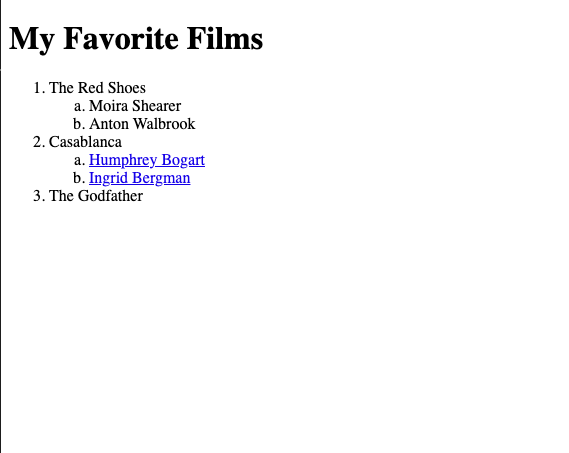 My Favorite Films
1. The Red Shoes
a. Moira Shearer
b. Anton Walbrook
2. Casablanca
a. Humphrey Bogart
b. Ingrid Bergman
3. The Godfather